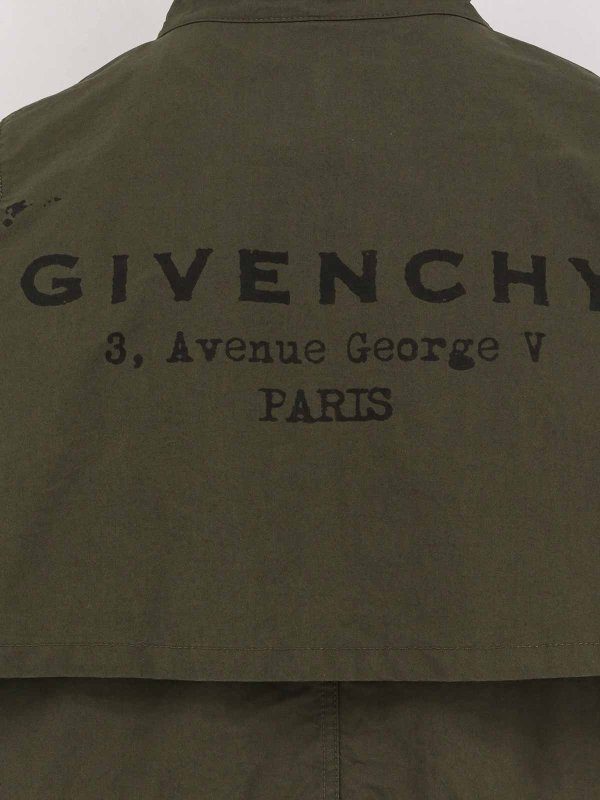 GIVENCHY
3, Avenue George V
PARIS